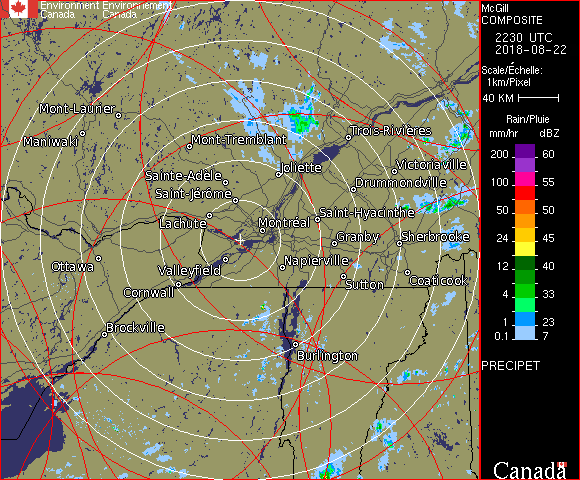 Environment Environnement
Canada Canada
McGill
COMPOSITE
2230 UTC
2018-08-22
Scale/Échelle:
1km/Pixel
40 KM
Rain/Pluie
mm/hr dBZ
200 60
100 55
50 50
24 45
12 40
4 33
1 23
0.1 7
PRECIPET
Canada
Mont-Laurier
Maniwaki
Mont-Tremblant
Trois-Rivières
Joliette
Victoriaville
Sainte-Adèle
Drummondville
Saint-Jérôme
Saint-Hyacinthe
Lachute
Montréal
Granby
Sherbrooke
Ottawa
Valleyfield
Napierville
Cornwall
Sutton
Coaticook
Brockville
Burlington